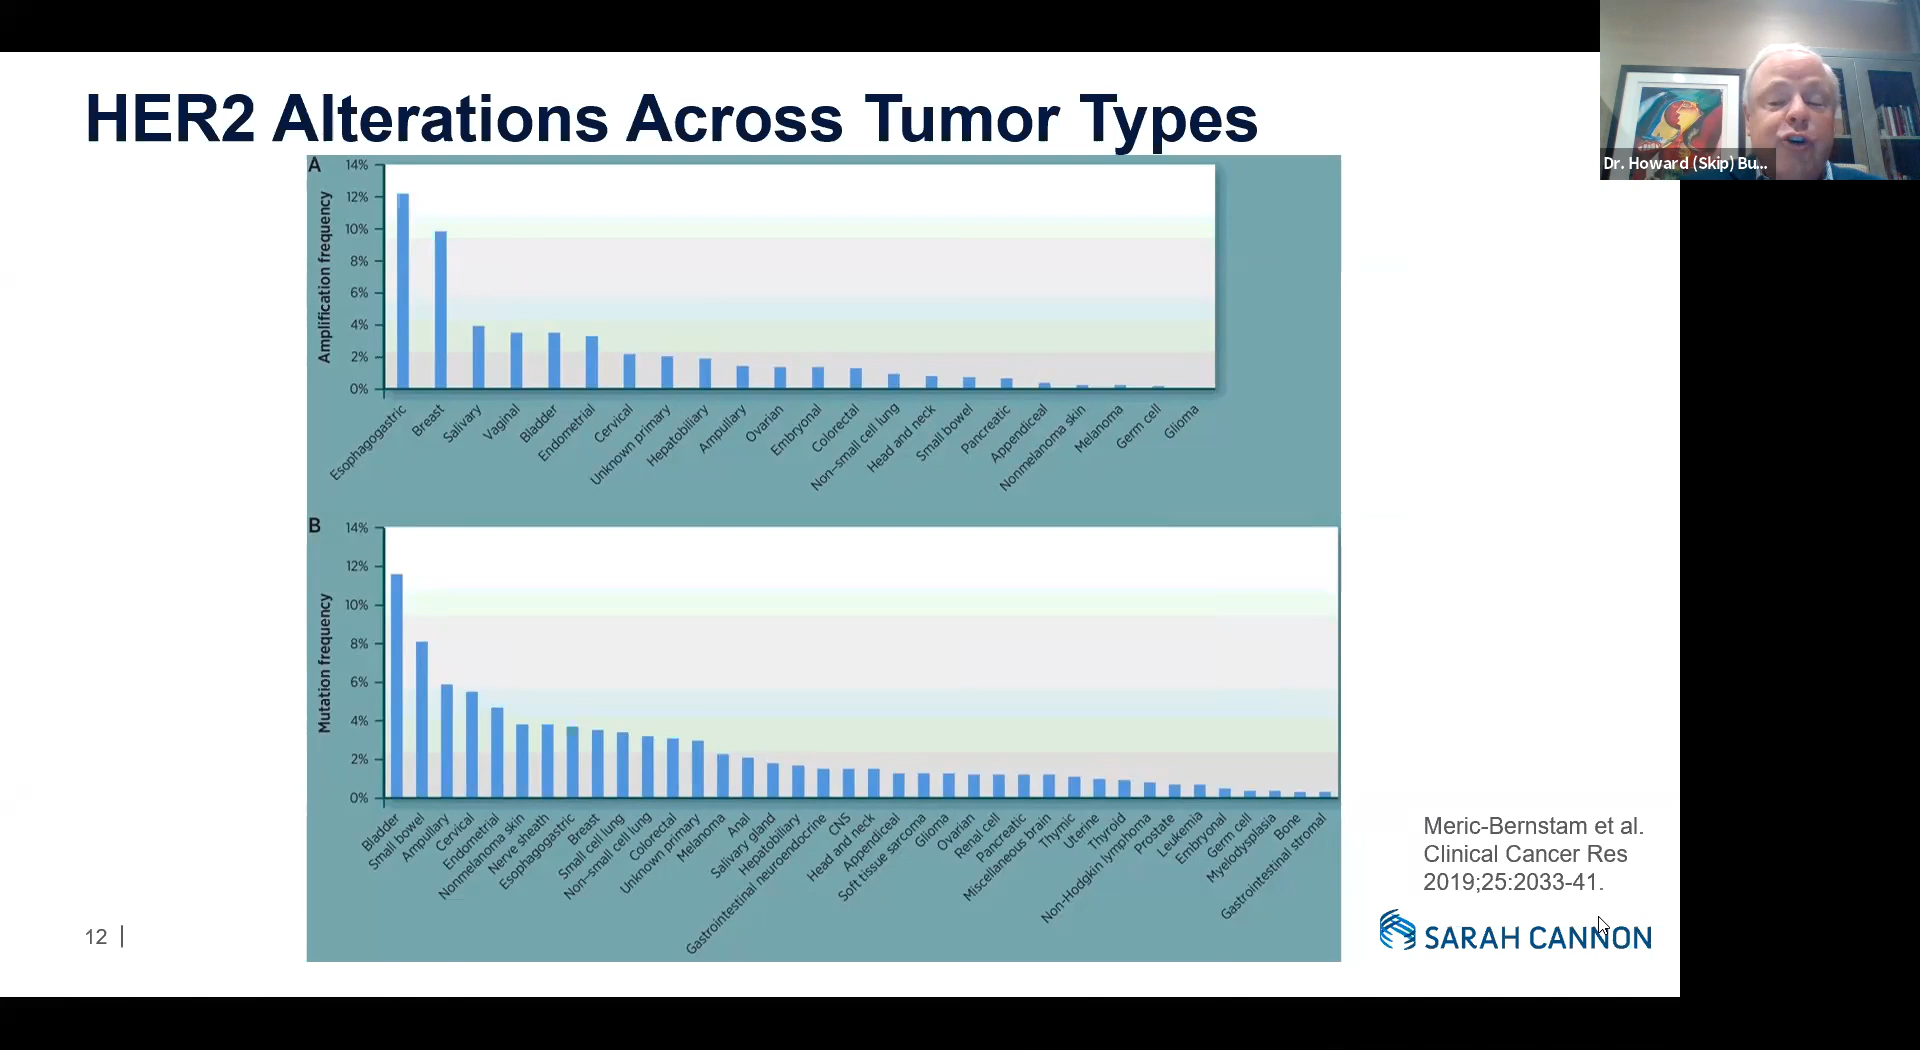 HER2 Alterations Across Tumor Types
Dr. Howard (Skip) Bu...
A
Amplification frequency
14%
12%
10%
8%
6%
4%
2%
0%
Esophagogastric
Breast
Salivary
Vaginal
Bladder
Endometrial
Cervical
Unknown primary
Hepatobiliary
Ampullary
Ovarian
Embryonal
Colorectal
Non–small cell lung
Head and neck
Small bowel
Pancreatic
Appendiceal
Nonmelanoma skin
Melanoma
Germ cell
Glioma
B
Mutation frequency
14%
12%
10%
8%
6%
4%
2%
0%
Bladder
Small bowel
Ampullary
Cervical
Endometrial
Nonmelanoma skin
Nerve sheath
Esophagogastric
Breast
Small cell lung
Non–small cell lung
Colorectal
Unknown primary
Melanoma
Anal
Salivary gland
Hepatobiliary
Gastrointestinal neuroendocrine
CNS
Head and neck
Appendiceal
Soft tissue sarcoma
Glioma
Ovarian
Renal cell
Pancreatic
Miscellaneous brain
Thymic
Uterine
Thyroid
Non-Hodgkin lymphoma
Prostate
Leukemia
Embryonal
Germ cell
Myelodysplasia
Bone
Gastrointestinal stromal
Meric-Bernstam et al.
Clinical Cancer Res
2019;25:2033-41.
12 |
SARAH CANNON